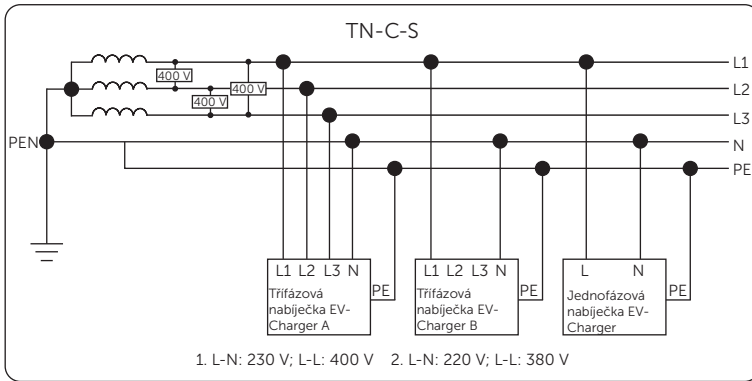 TN-C-S
L1
400 V
400 V
L2
400 V
L3
PEN
N
PE
L1 L2 L3 N
PE
Třífázová
nabíječka EV-
Charger A
L1 L2 L3 N
PE
Třífázová
nabíječka EV-
Charger B
L N
PE
Jednofázová
nabíječka EV-
Charger
1. L-N: 230 V; L-L: 400 V 2. L-N: 220 V; L-L: 380 V